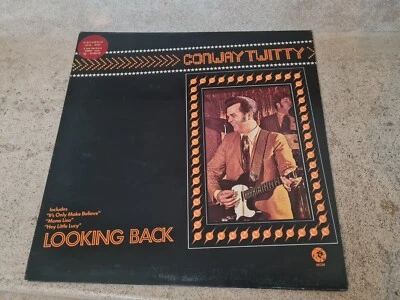 CONWAY TWITTY
Includes
"It's Only Make Believe"
"Mona Lisa"
"Hey Little Lucy"
LOOKING BACK